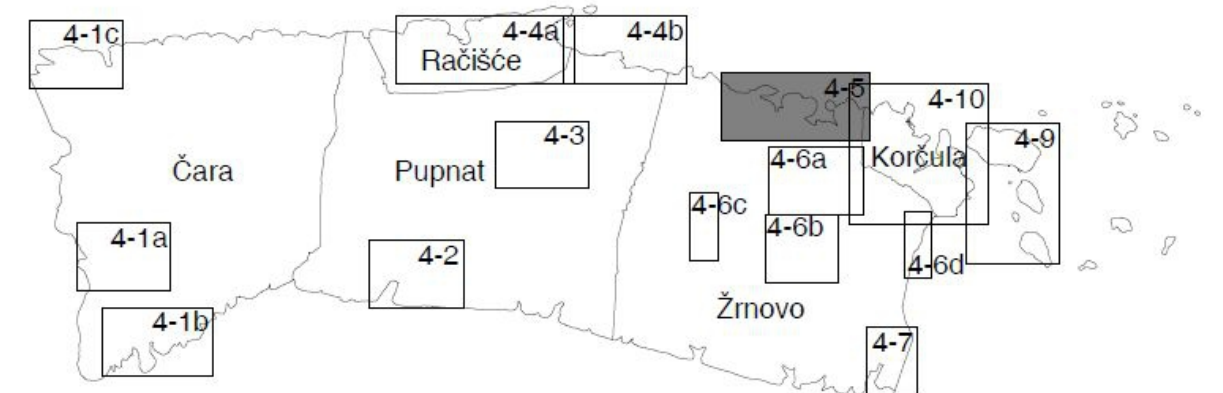 4-1c
4-4a
4-4b
Račišće
4-5
4-10
4-3
4-9
Čara
Pupnat
4-6a
Korčula
4-6c
4-1a
4-2
4-6b
4-6d
4-1b
Žrnovo
4-7